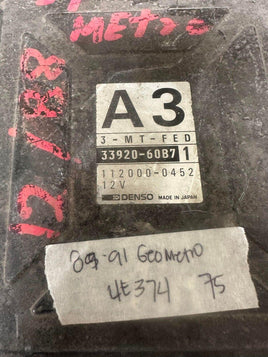 METRO
A3
3-MT-FED
33920-60B7 1
112000-0452
12V
DENSO MADE IN JAPAN
89-91 Geo Metro
4E374 75